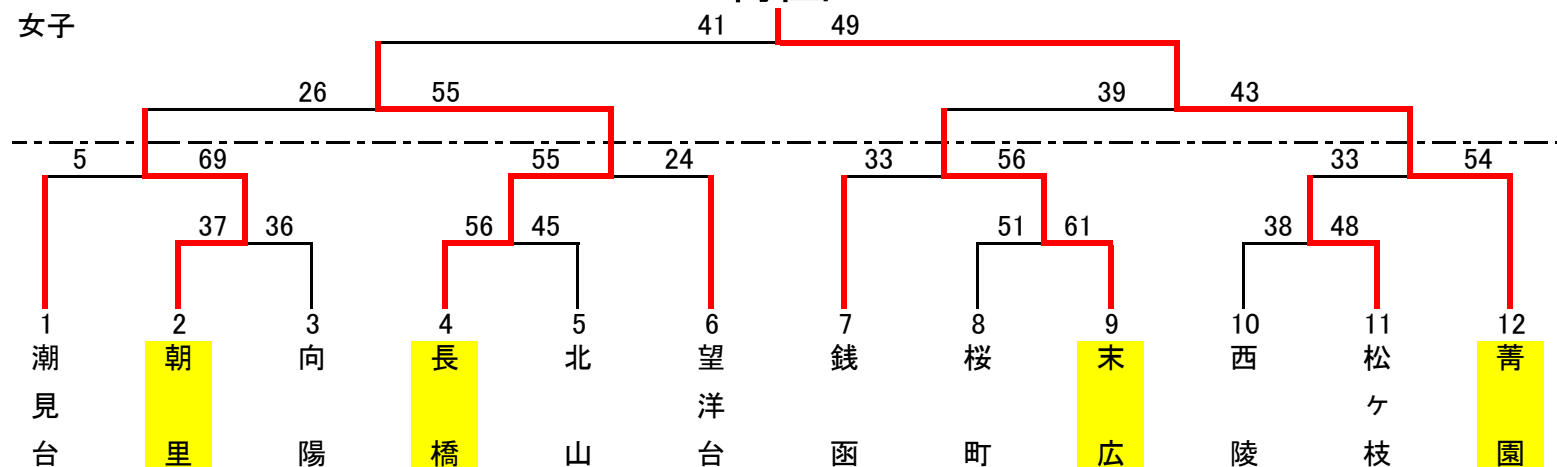 女子
41 49
26 55 39 43
5 69 55 24 33 56 33 54
37 36 56 45 51 61 38 48
1 2 3 4 5 6 7 8 9 10 11 12
潮見台
朝里
向陽
長橋
北山
望洋台
銭函
桜町
末広
西陵
松ヶ枝
菁園